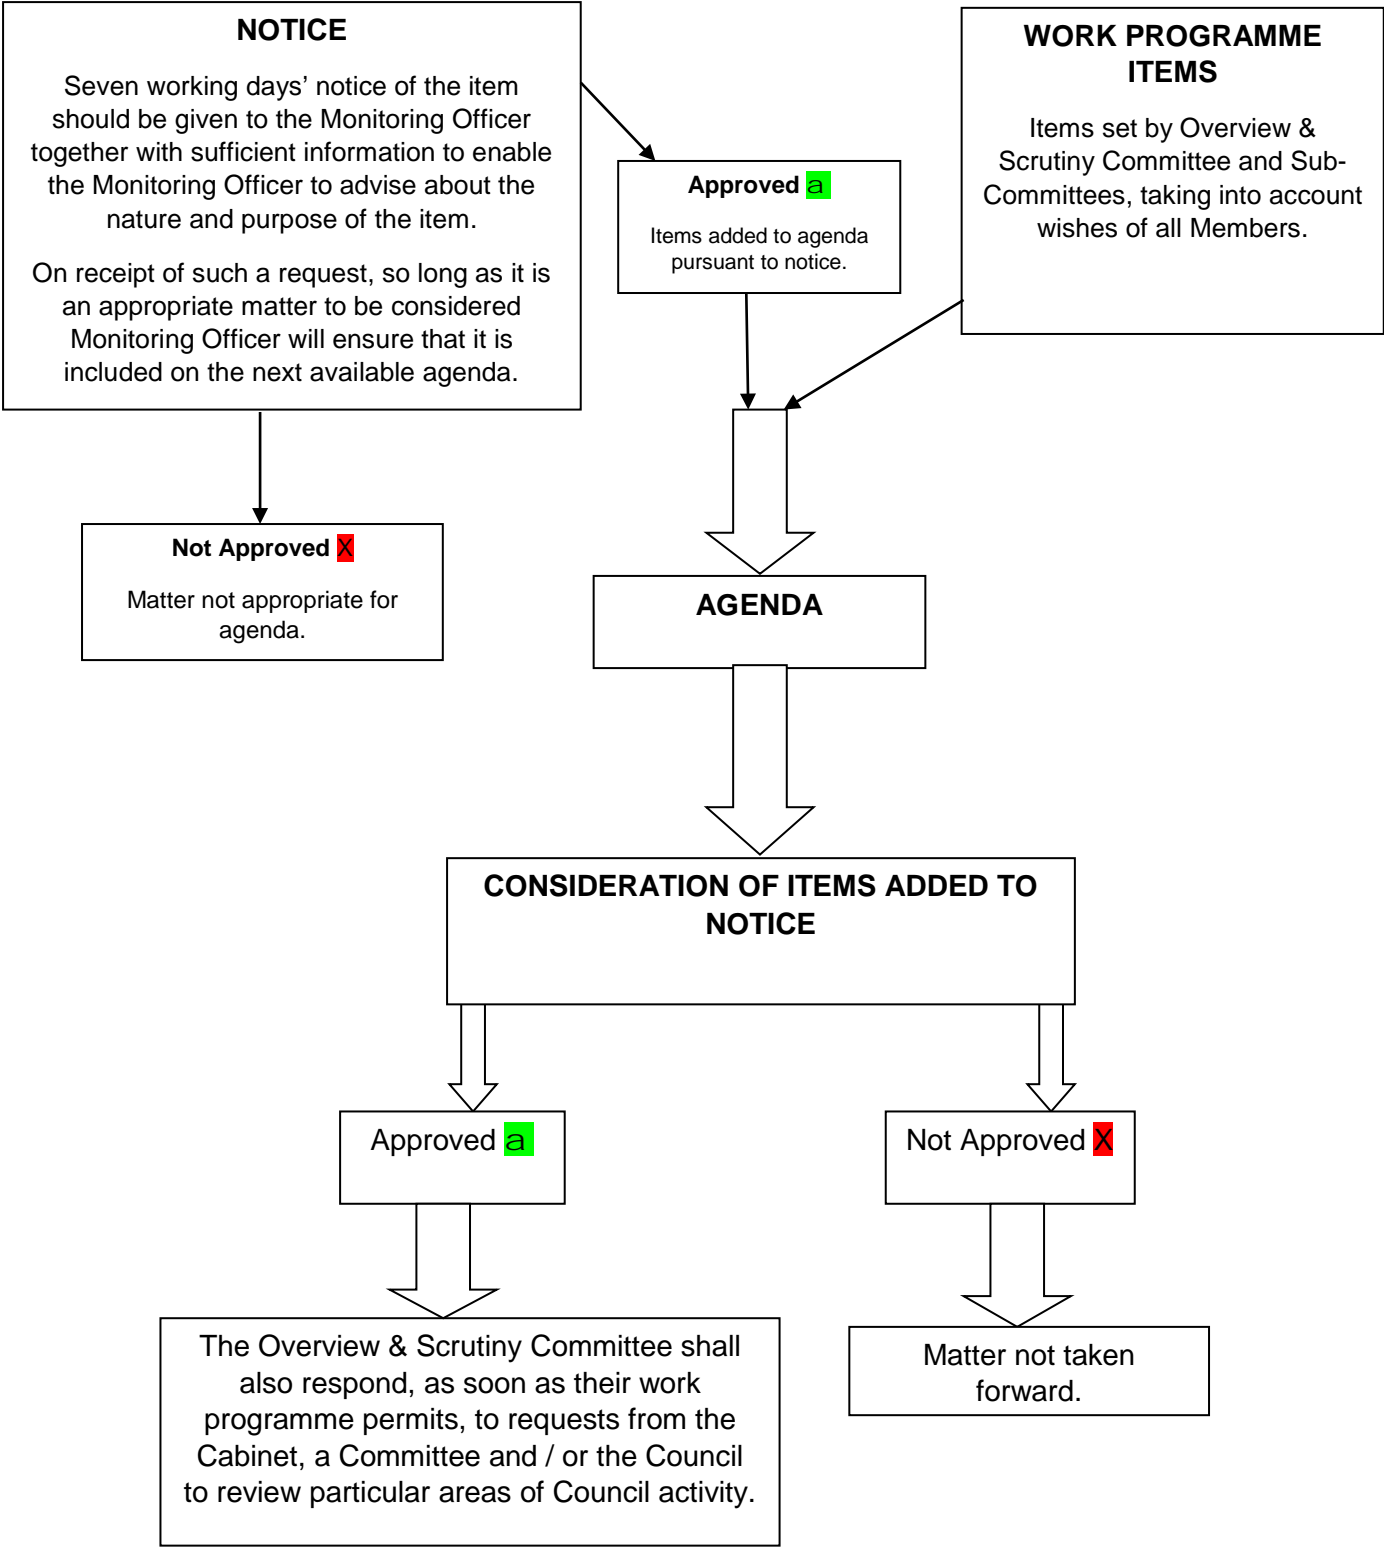 NOTICE
Seven working days’ notice of the item
should be given to the Monitoring Officer
together with sufficient information to enable
the Monitoring Officer to advise about the
nature and purpose of the item.
On receipt of such a request, so long as it is
an appropriate matter to be considered
Monitoring Officer will ensure that it is
included on the next available agenda.
WORK PROGRAMME
ITEMS
Items set by Overview &
Scrutiny Committee and Sub-
Committees, taking into account
wishes of all Members.
Approved a
Items added to agenda
pursuant to notice.
Not Approved X
Matter not appropriate for
agenda.
AGENDA
CONSIDERATION OF ITEMS ADDED TO
NOTICE
Approved a
Not Approved X
The Overview & Scrutiny Committee shall
also respond, as soon as their work
programme permits, to requests from the
Cabinet, a Committee and / or the Council
to review particular areas of Council activity.
Matter not taken
forward.